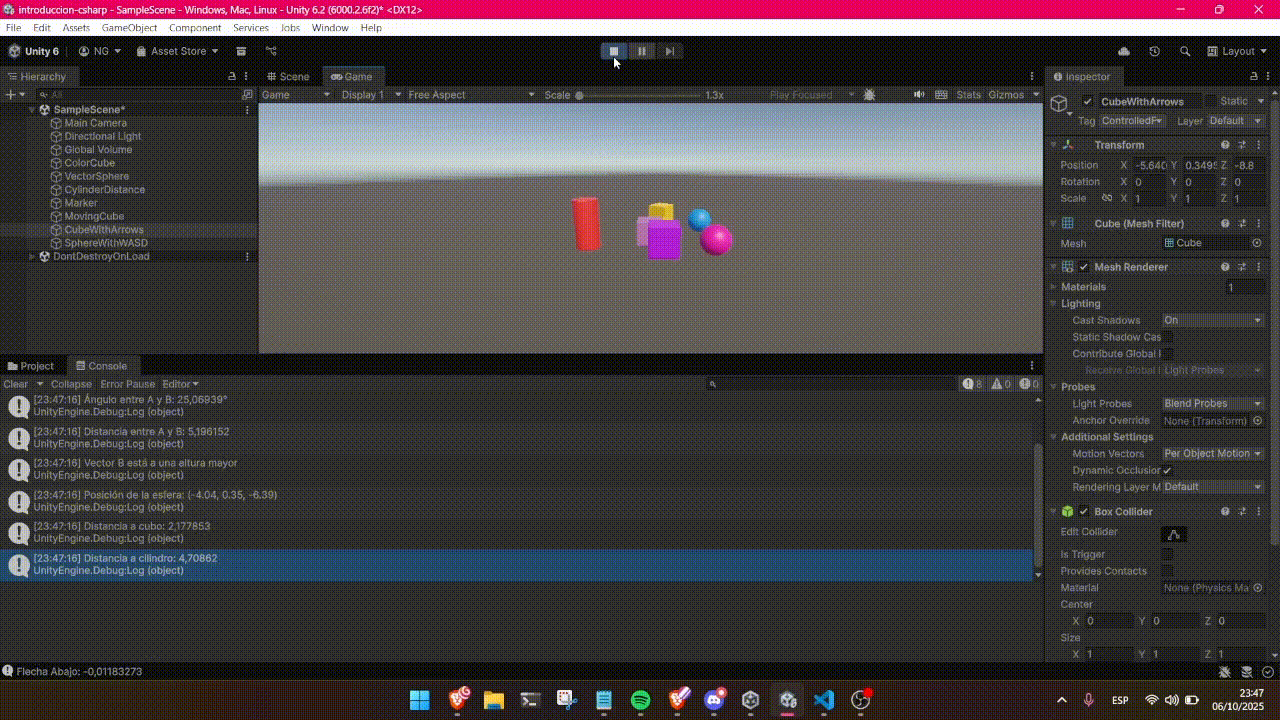 introduccion-csharp - SampleScene - Windows, Mac, Linux - Unity 6.2 (6000.2.6f2)* <DX12>
File Edit Assets GameObject Component Services Jobs Window Help
Unity 6 NG Asset Store Layout
Hierarchy Scene Game Inspector
All Game Display 1 Free Aspect Scale 1.3x Play Focused Stats Gizmos
SampleScene*
Main Camera
Directional Light
Global Volume
ColorCube
VectorSphere
CylinderDistance
Marker
MovingCube
CubeWithArrows
SphereWithWASD
DontDestroyOnLoad
CubeWithArrows Static
Tag ControlledF Layer Default
Transform
Position X -5.640 Y 0.349 Z -8.8
Rotation X 0 Y 0 Z 0
Scale X 1 Y 1 Z 1
Cube (Mesh Filter)
Mesh Cube
Mesh Renderer
Materials 1
Lighting
Cast Shadows On
Static Shadow Cas
Contribute Global I
Receive Global I Light Probes
Probes
Light Probes Blend Probes
Anchor Override None (Transform)
Additional Settings
Motion Vectors Per Object Motion
Dynamic Occlusior
Rendering Layer M Default
Box Collider
Edit Collider
Is Trigger
Provides Contacts
Material None (Physics Ma
Center
X 0 Y 0 Z 0
Size
X 1 Y 1 Z 1
Project Console
Clear Collapse Error Pause Editor 8 0 0
[23:47:16] Ángulo entre A y B: 25,06939°
UnityEngine.Debug:Log (object)
[23:47:16] Distancia entre A y B: 5,196152
UnityEngine.Debug:Log (object)
[23:47:16] Vector B está a una altura mayor
UnityEngine.Debug:Log (object)
[23:47:16] Posición de la esfera: (-4.04, 0.35, -6.39)
UnityEngine.Debug:Log (object)
[23:47:16] Distancia a cubo: 2,177853
UnityEngine.Debug:Log (object)
[23:47:16] Distancia a cilindro: 4,70862
UnityEngine.Debug:Log (object)
Flecha Abajo: -0,01183273
ESP
23:47
06/10/2025